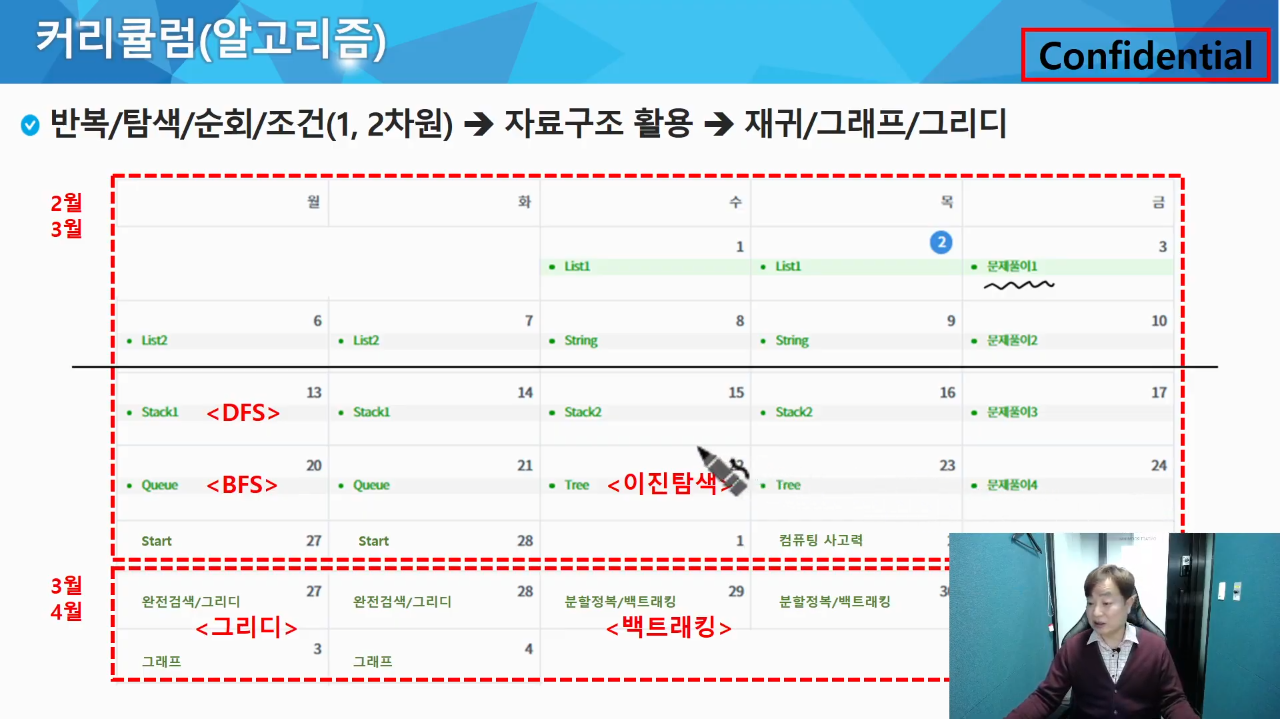 커리큘럼(알고리즘)
Confidential
반복/탐색/순회/조건(1, 2차원) ➔ 자료구조 활용 ➔ 재귀/그래프/그리디
2월
3월
월 화 수 목 금
1 2 3
• List1 • List1 • 문제풀이1
6 7 8 9 10
• List2 • List2 • String • String • 문제풀이2
13 14 15 16 17
• Stack1 <DFS> • Stack1 • Stack2 • Stack2 • 문제풀이3
20 21 23 24
• Queue <BFS> • Queue • Tree <이진탐색> • Tree • 문제풀이4
Start 27 Start 28 1 컴퓨팅 사고력
3월
4월
27 28 29
완전검색/그리디 완전검색/그리디 분할정복/백트래킹 분할정복/백트래킹
<그리디> <백트래킹>
3 4
그래프 그래프